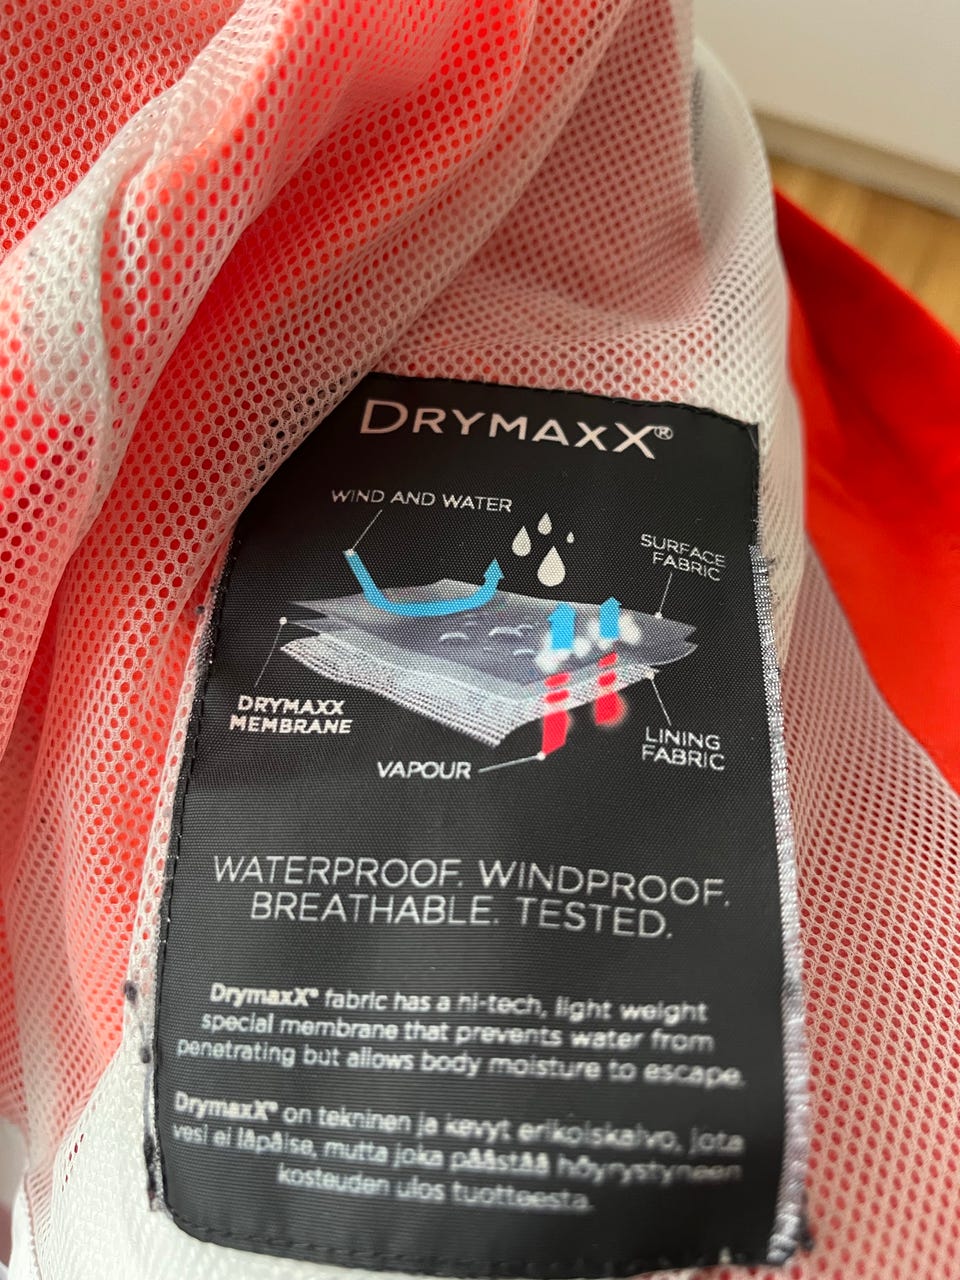 DRYMAXX®
WIND AND WATER
SURFACE
FABRIC
DRYMAXX
MEMBRANE
LINING
FABRIC
VAPOUR
WATERPROOF. WINDPROOF.
BREATHABLE. TESTED.
DrymaxX® fabric has a hi-tech, light weight
special membrane that prevents water from
penetrating but allows body moisture to escape.
DrymaxX® on tekninen ja kevyt erikoiskalvo, jota
vesi ei läpäise, mutta joka päästää höyrystyneen
kosteuden ulos tuotteesta.